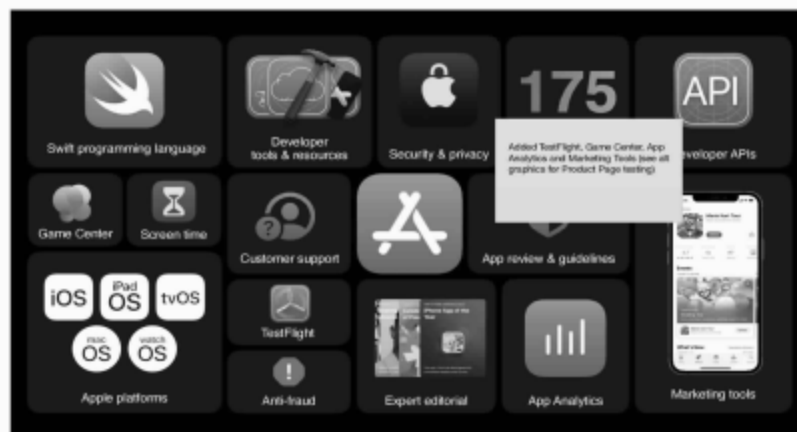 175
API
Swift programming language
Developer
tools & resources
Security & privacy
Developer APIs
Added TestFlight, Game Center, App
Analytics and Marketing Tools (see all
graphics for Product Page testing)
Game Center
Screen time
Customer support
App review & guidelines
iOS
iPad
OS
tvOS
mac
OS
watch
OS
Apple platforms
TestFlight
Anti-fraud
Expert editorial
App Analytics
Marketing tools